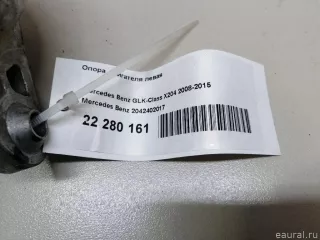 Опора двигателя левая
Mercedes Benz GLK-Class X204 2008-2015
Mercedes Benz 2042402017
22 280 161
eaural.ru